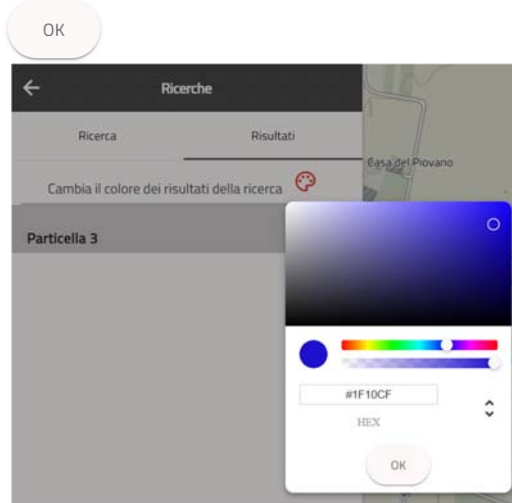 OK
Ricerche
Ricerca Risultati
Casa del Piovano
Cambia il colore dei risultati della ricerca
Particella 3
#1F10CF
HEX
OK